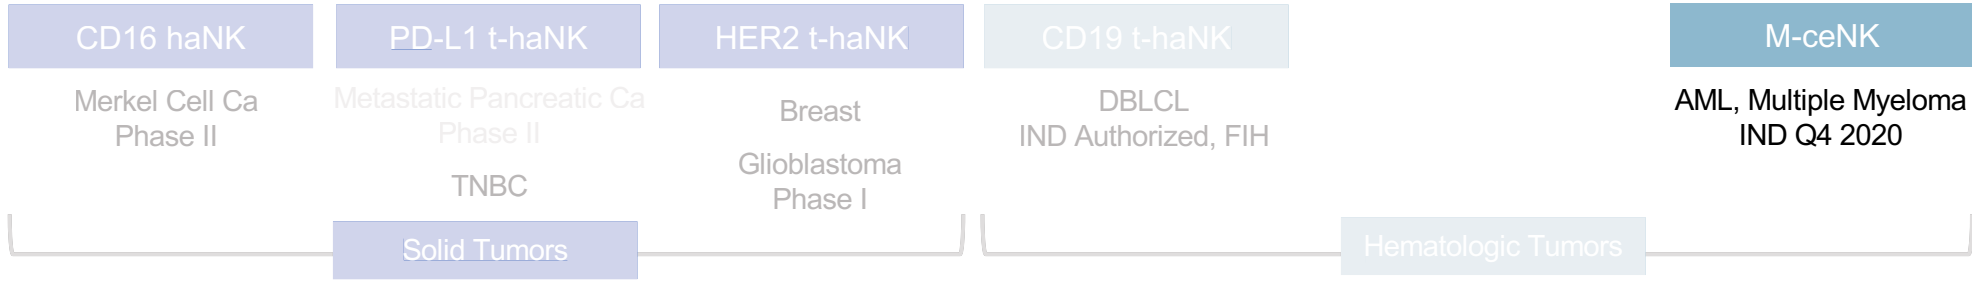 CD16 haNK
Merkel Cell Ca
Phase II
PD-L1 t-haNK
Metastatic Pancreatic Ca
Phase II
TNBC
HER2 t-haNK
Breast
Glioblastoma
Phase I
CD19 t-haNK
DBLCL
IND Authorized, FIH
M-ceNK
AML, Multiple Myeloma
IND Q4 2020
Solid Tumors
Hematologic Tumors